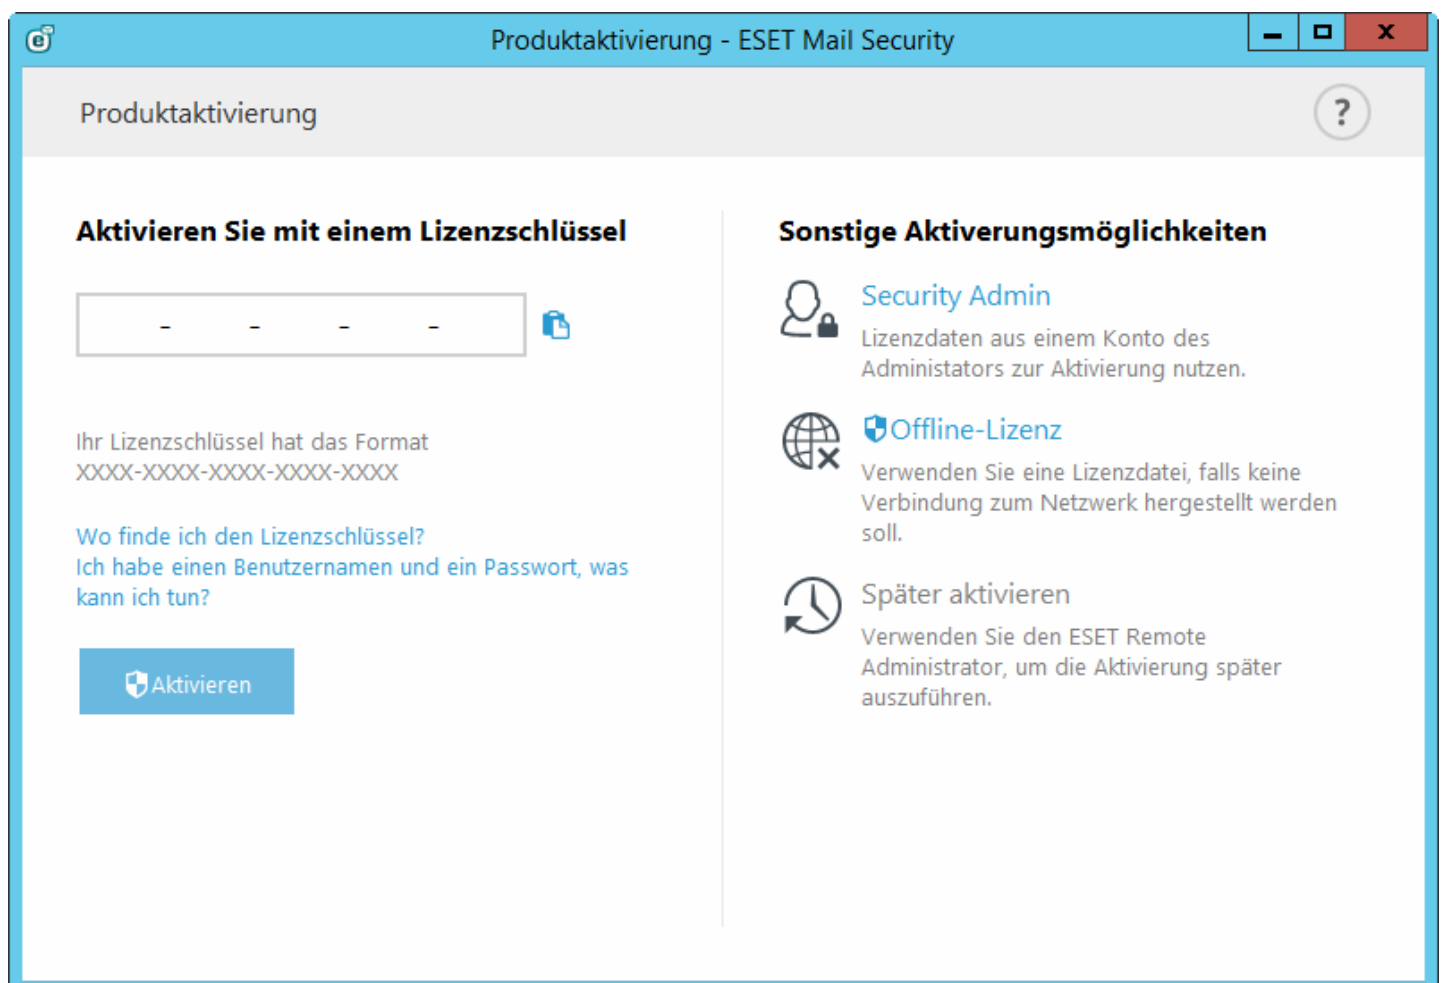 Produktaktivierung - ESET Mail Security
Produktaktivierung
?
Aktivieren Sie mit einem Lizenzschlüssel
- - - -
Ihr Lizenzschlüssel hat das Format
XXXX-XXXX-XXXX-XXXX-XXXX
Wo finde ich den Lizenzschlüssel?
Ich habe einen Benutzernamen und ein Passwort, was
kann ich tun?
Aktivieren
Sonstige Aktiverungsmöglichkeiten
Security Admin
Lizenzdaten aus einem Konto des
Administators zur Aktivierung nutzen.
Offline-Lizenz
Verwenden Sie eine Lizenzdatei, falls keine
Verbindung zum Netzwerk hergestellt werden
soll.
Später aktivieren
Verwenden Sie den ESET Remote
Administrator, um die Aktivierung später
auszuführen.